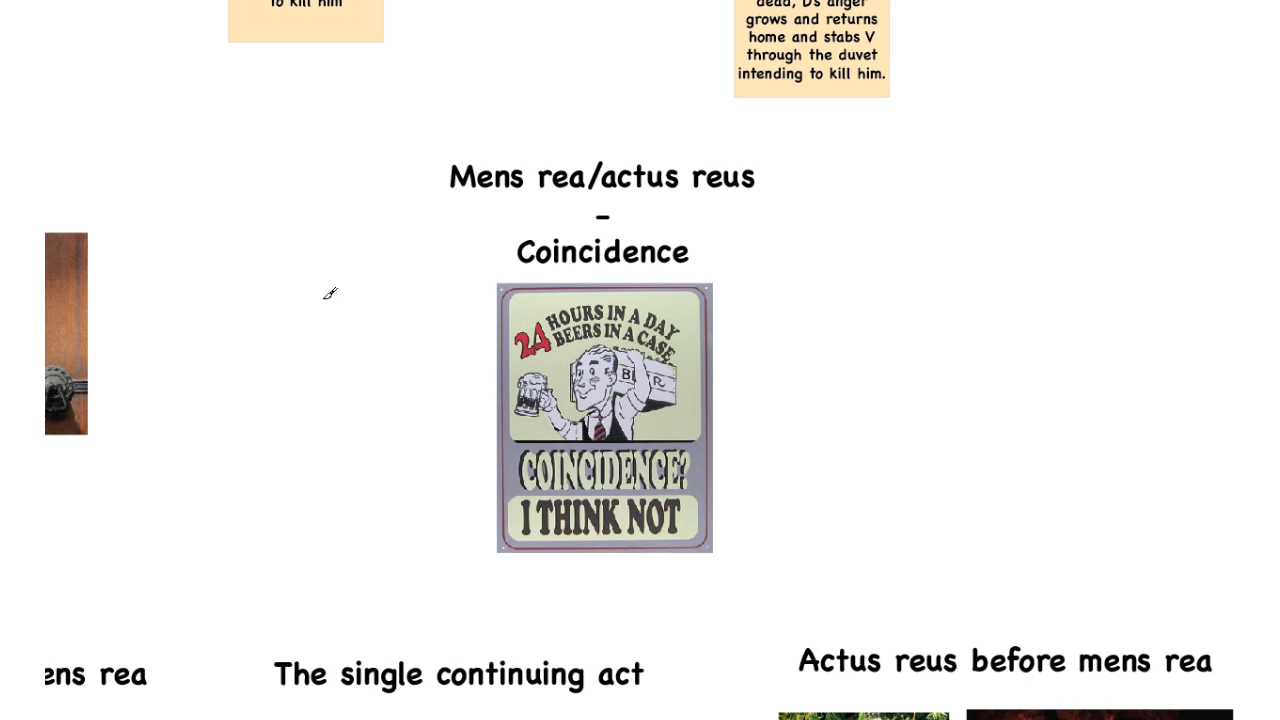 to kill him
dead, D's anger
grows and returns
home and stabs V
through the duvet
intending to kill him.
Mens rea/actus reus
–
Coincidence
24 HOURS IN A DAY
BEERS IN A CASE
COINCIDENCE?
I THINK NOT
ens rea
The single continuing act
Actus reus before mens rea